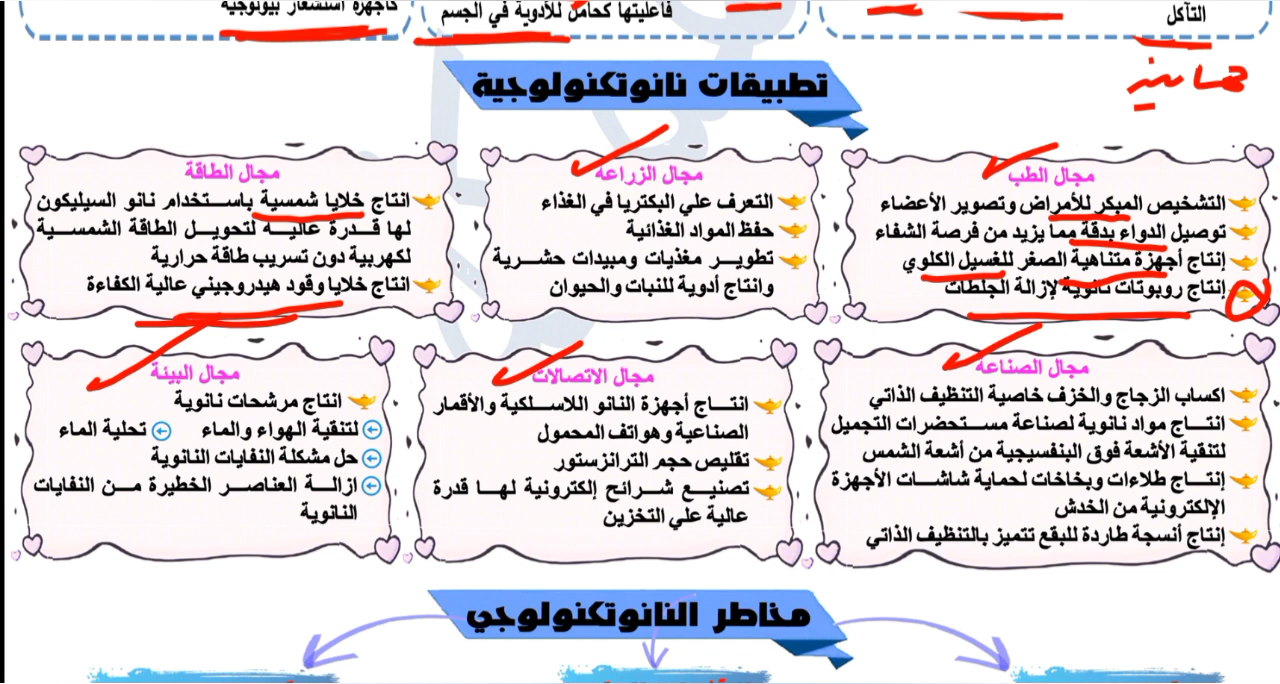 التآكل
فاعليتها كحامل للأدوية في الجسم
كأجهزة استشعار بيولوجية
تطبيقات نانوتكنولوجية
مجال الطب
التشخيص المبكر للأمراض وتصوير الأعضاء
توصيل الدواء بدقة مما يزيد من فرصة الشفاء
إنتاج أجهزة متناهية الصغر للغسيل الكلوي
إنتاج روبوتات نانوية لإزالة الجلطات
مجال الزراعة
التعرف علي البكتريا في الغذاء
حفظ المواد الغذائية
تطويــر مغذيات ومبيدات حشــرية
وانتاج أدوية للنبات والحيوان
مجال الطاقة
انتاج خلايا شمسية باستخدام نانو السيليكون
لها قدرة عالية لتحويل الطاقة الشمسية
لكهربية دون تسريب طاقة حرارية
انتاج خلايا وقود هيدروجيني عالية الكفاءة
مجال الصناعة
اكساب الزجاج والخزف خاصية التنظيف الذاتي
انتاج مواد نانوية لصناعة مستحضرات التجميل
لتنقية الأشعة فوق البنفسيجية من أشعة الشمس
إنتاج طلاءات وبخاخات لحماية شاشات الأجهزة
الإلكترونية من الخدش
إنتاج أنسجة طاردة للبقع تتميز بالتنظيف الذاتي
مجال الاتصالات
انتاج أجهزة النانو اللاسلكية والأقمار
الصناعية وهواتف المحمول
تقليص حجم الترانزستور
تصنيع شرائح إلكترونية لها قدرة
عالية علي التخزين
مجال البيئة
انتاج مرشحات نانوية
لتنقية الهواء والماء تحلية الماء
حل مشكلة النفايات النانوية
ازالة العناصر الخطيرة من النفايات
النانوية
مخاطر النانوتكنولوجي